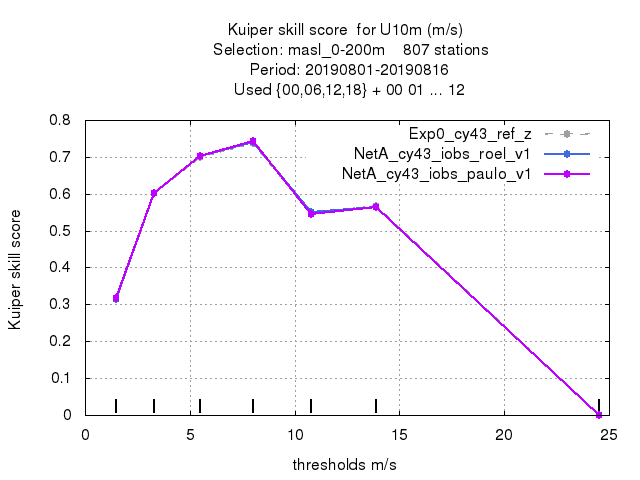 Kuiper skill score  for U10m (m/s)
Selection: masl_0-200m    807 stations
Period: 20190801-20190816
Used {00,06,12,18} + 00 01 ... 12
Exp0_cy43_ref_z
NetA_cy43_iobs_roel_v1
NetA_cy43_iobs_paulo_v1
0.8
0.7
0.6
0.5
0.4
0.3
0.2
0.1
0
Kuiper skill score
0 5 10 15 20 25
thresholds m/s